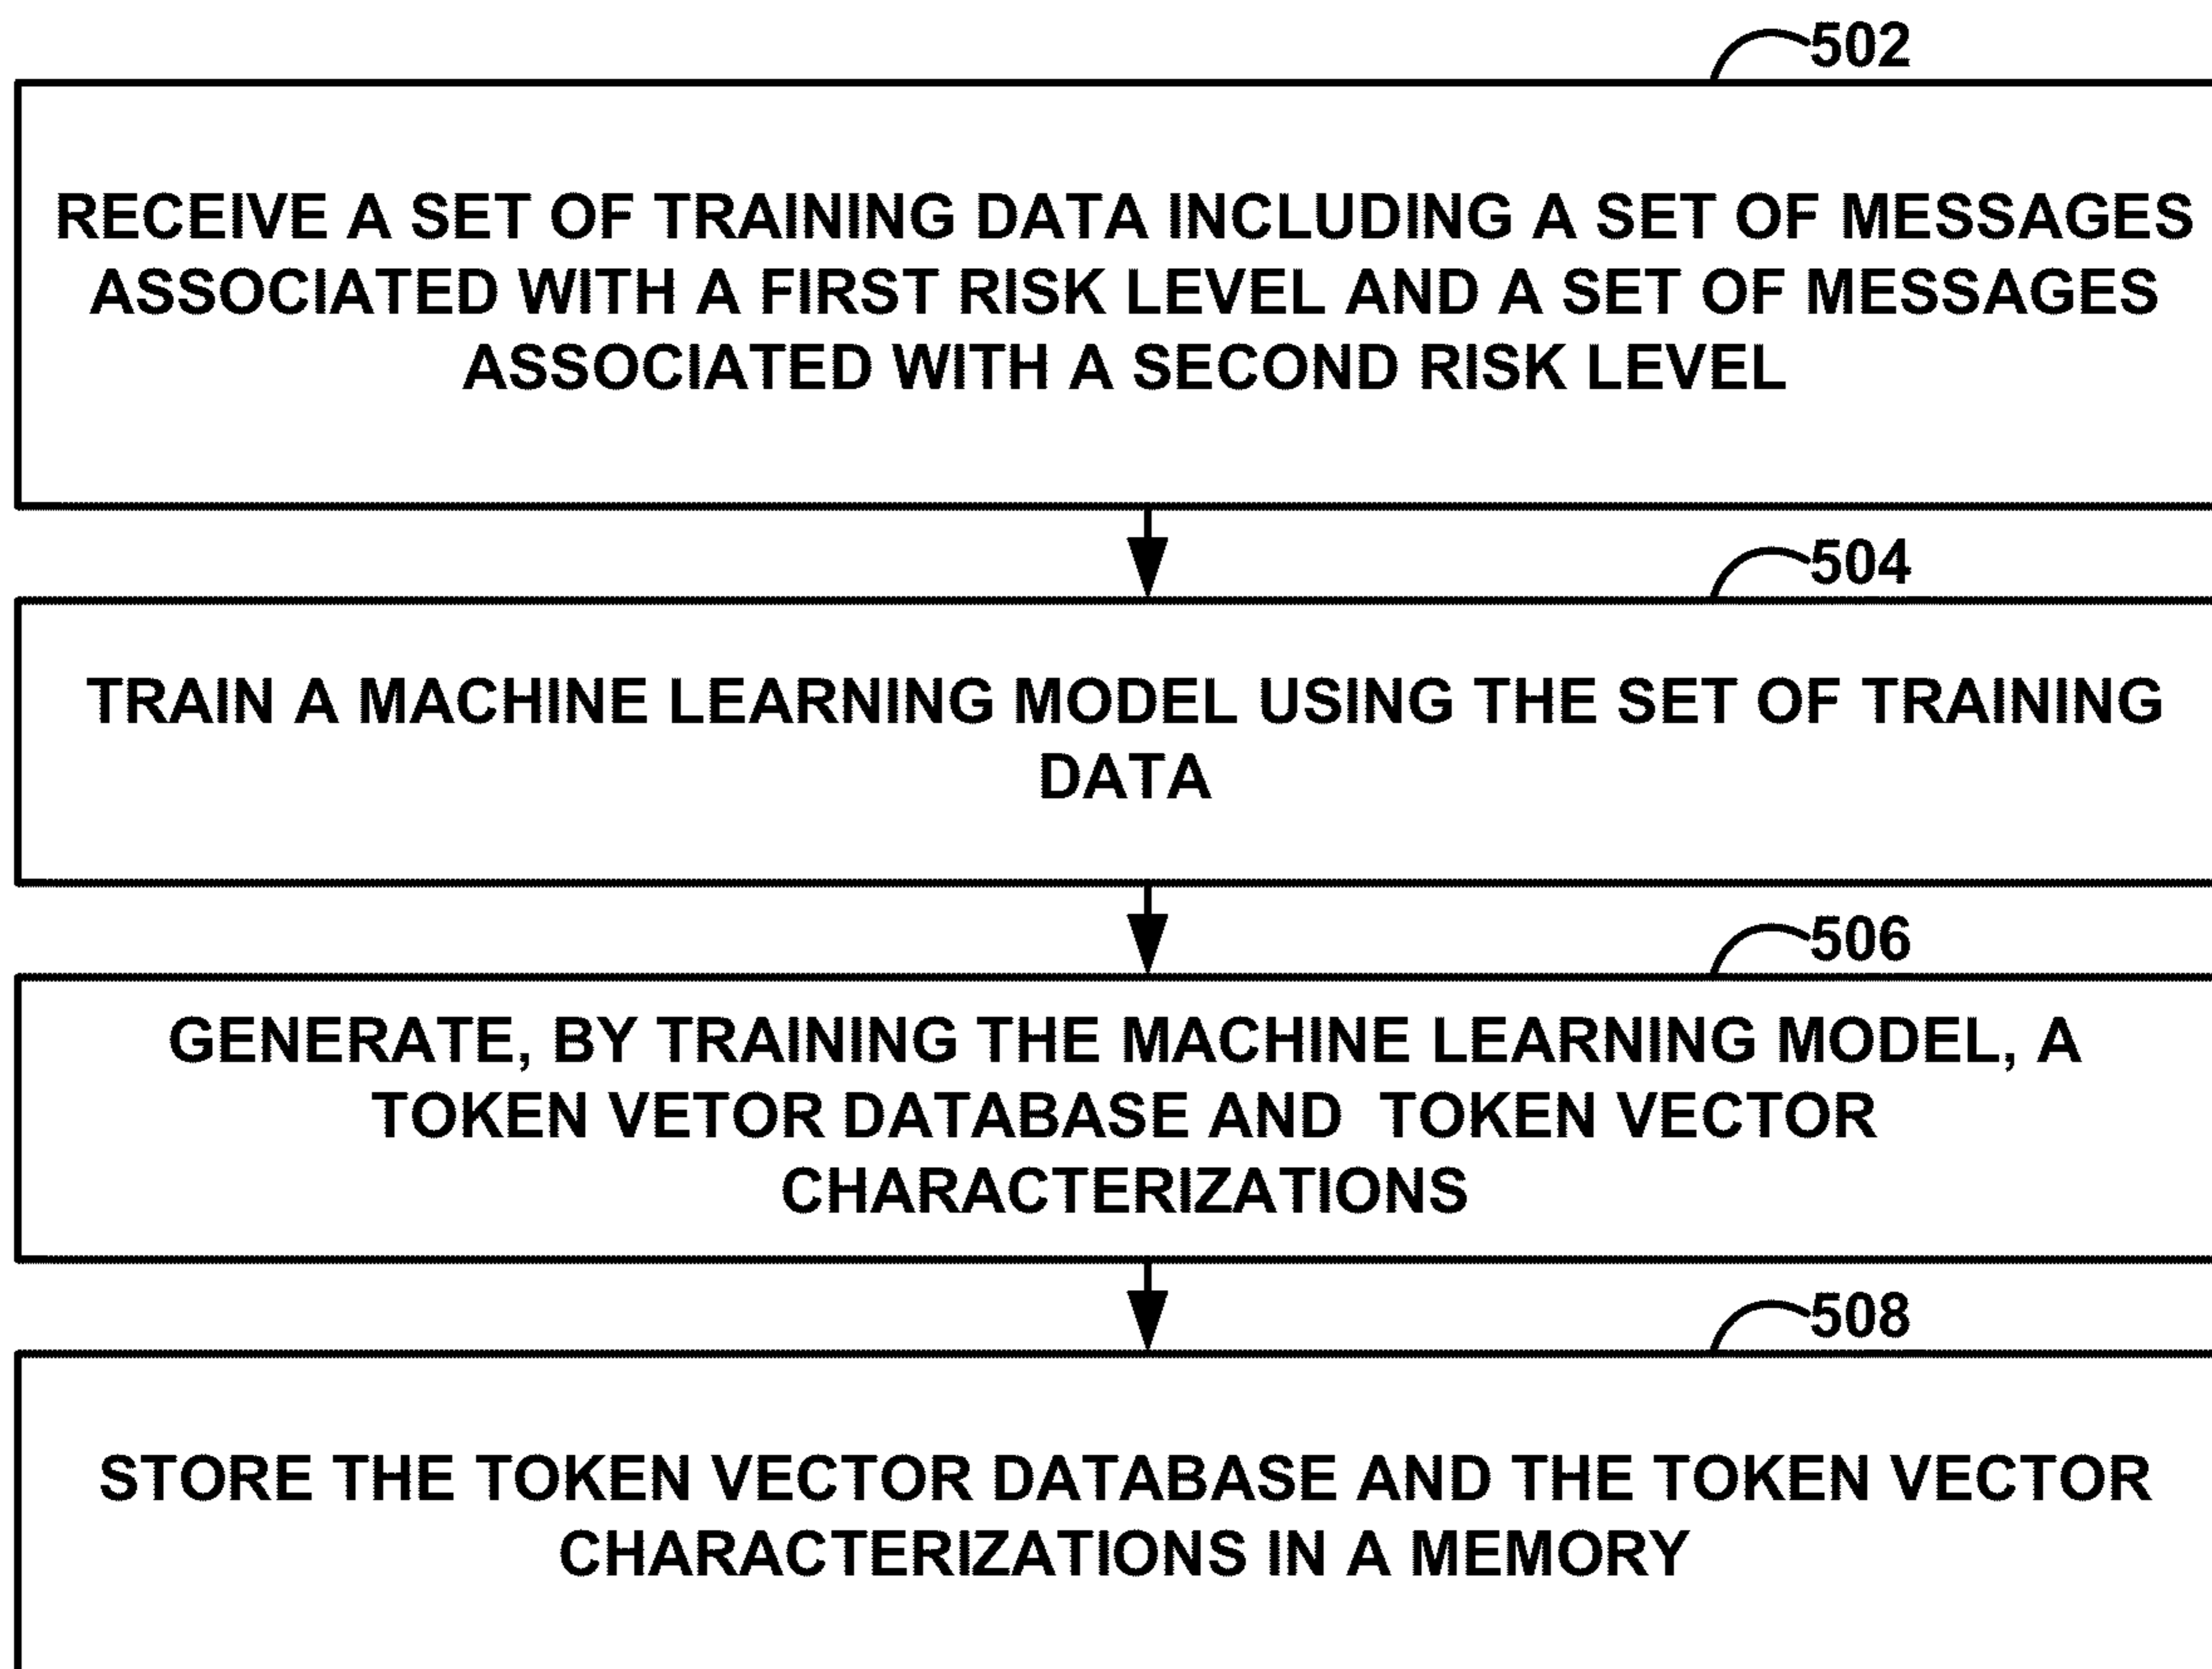 502
RECEIVE A SET OF TRAINING DATA INCLUDING A SET OF MESSAGES
ASSOCIATED WITH A FIRST RISK LEVEL AND A SET OF MESSAGES
ASSOCIATED WITH A SECOND RISK LEVEL
504
TRAIN A MACHINE LEARNING MODEL USING THE SET OF TRAINING
DATA
506
GENERATE, BY TRAINING THE MACHINE LEARNING MODEL, A
TOKEN VETOR DATABASE AND TOKEN VECTOR
CHARACTERIZATIONS
508
STORE THE TOKEN VECTOR DATABASE AND THE TOKEN VECTOR
CHARACTERIZATIONS IN A MEMORY